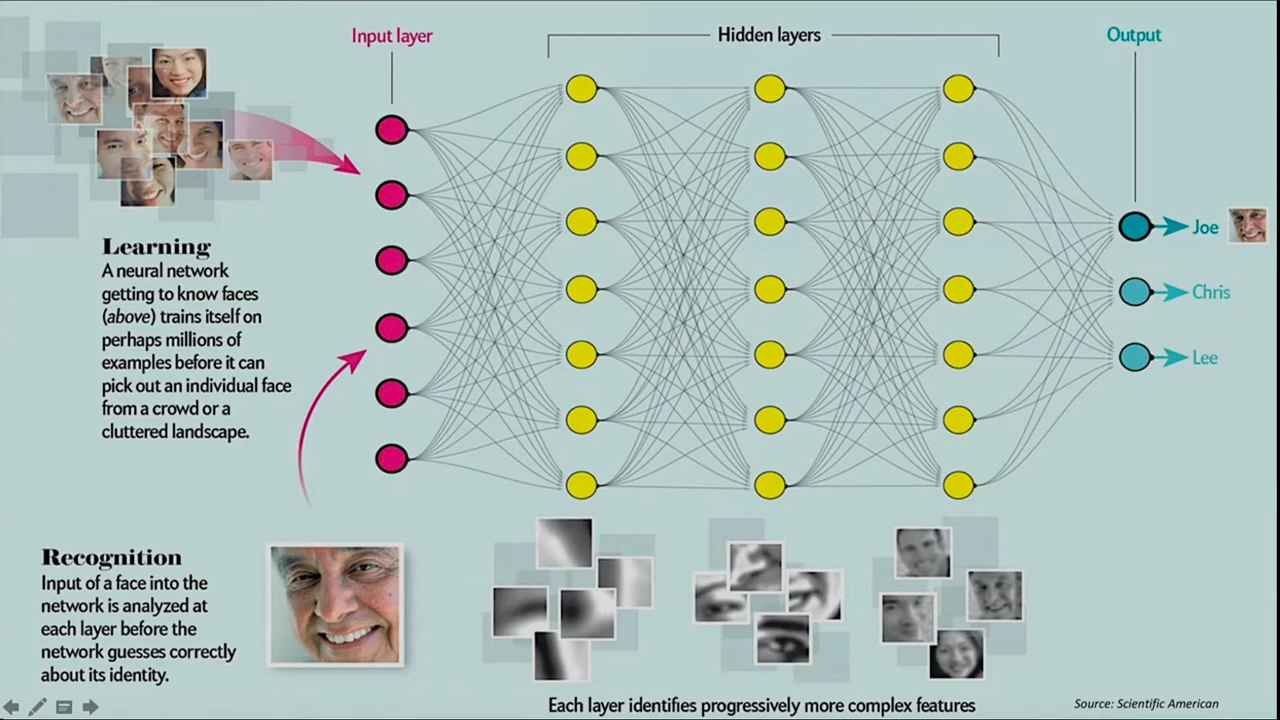 Input layer
Hidden layers
Output
Learning
A neural network
getting to know faces
(above) trains itself on
perhaps millions of
examples before it can
pick out an individual face
from a crowd or a
cluttered landscape.
Joe
Chris
Lee
Recognition
Input of a face into the
network is analyzed at
each layer before the
network guesses correctly
about its identity.
Each layer identifies progressively more complex features
Source: Scientific American